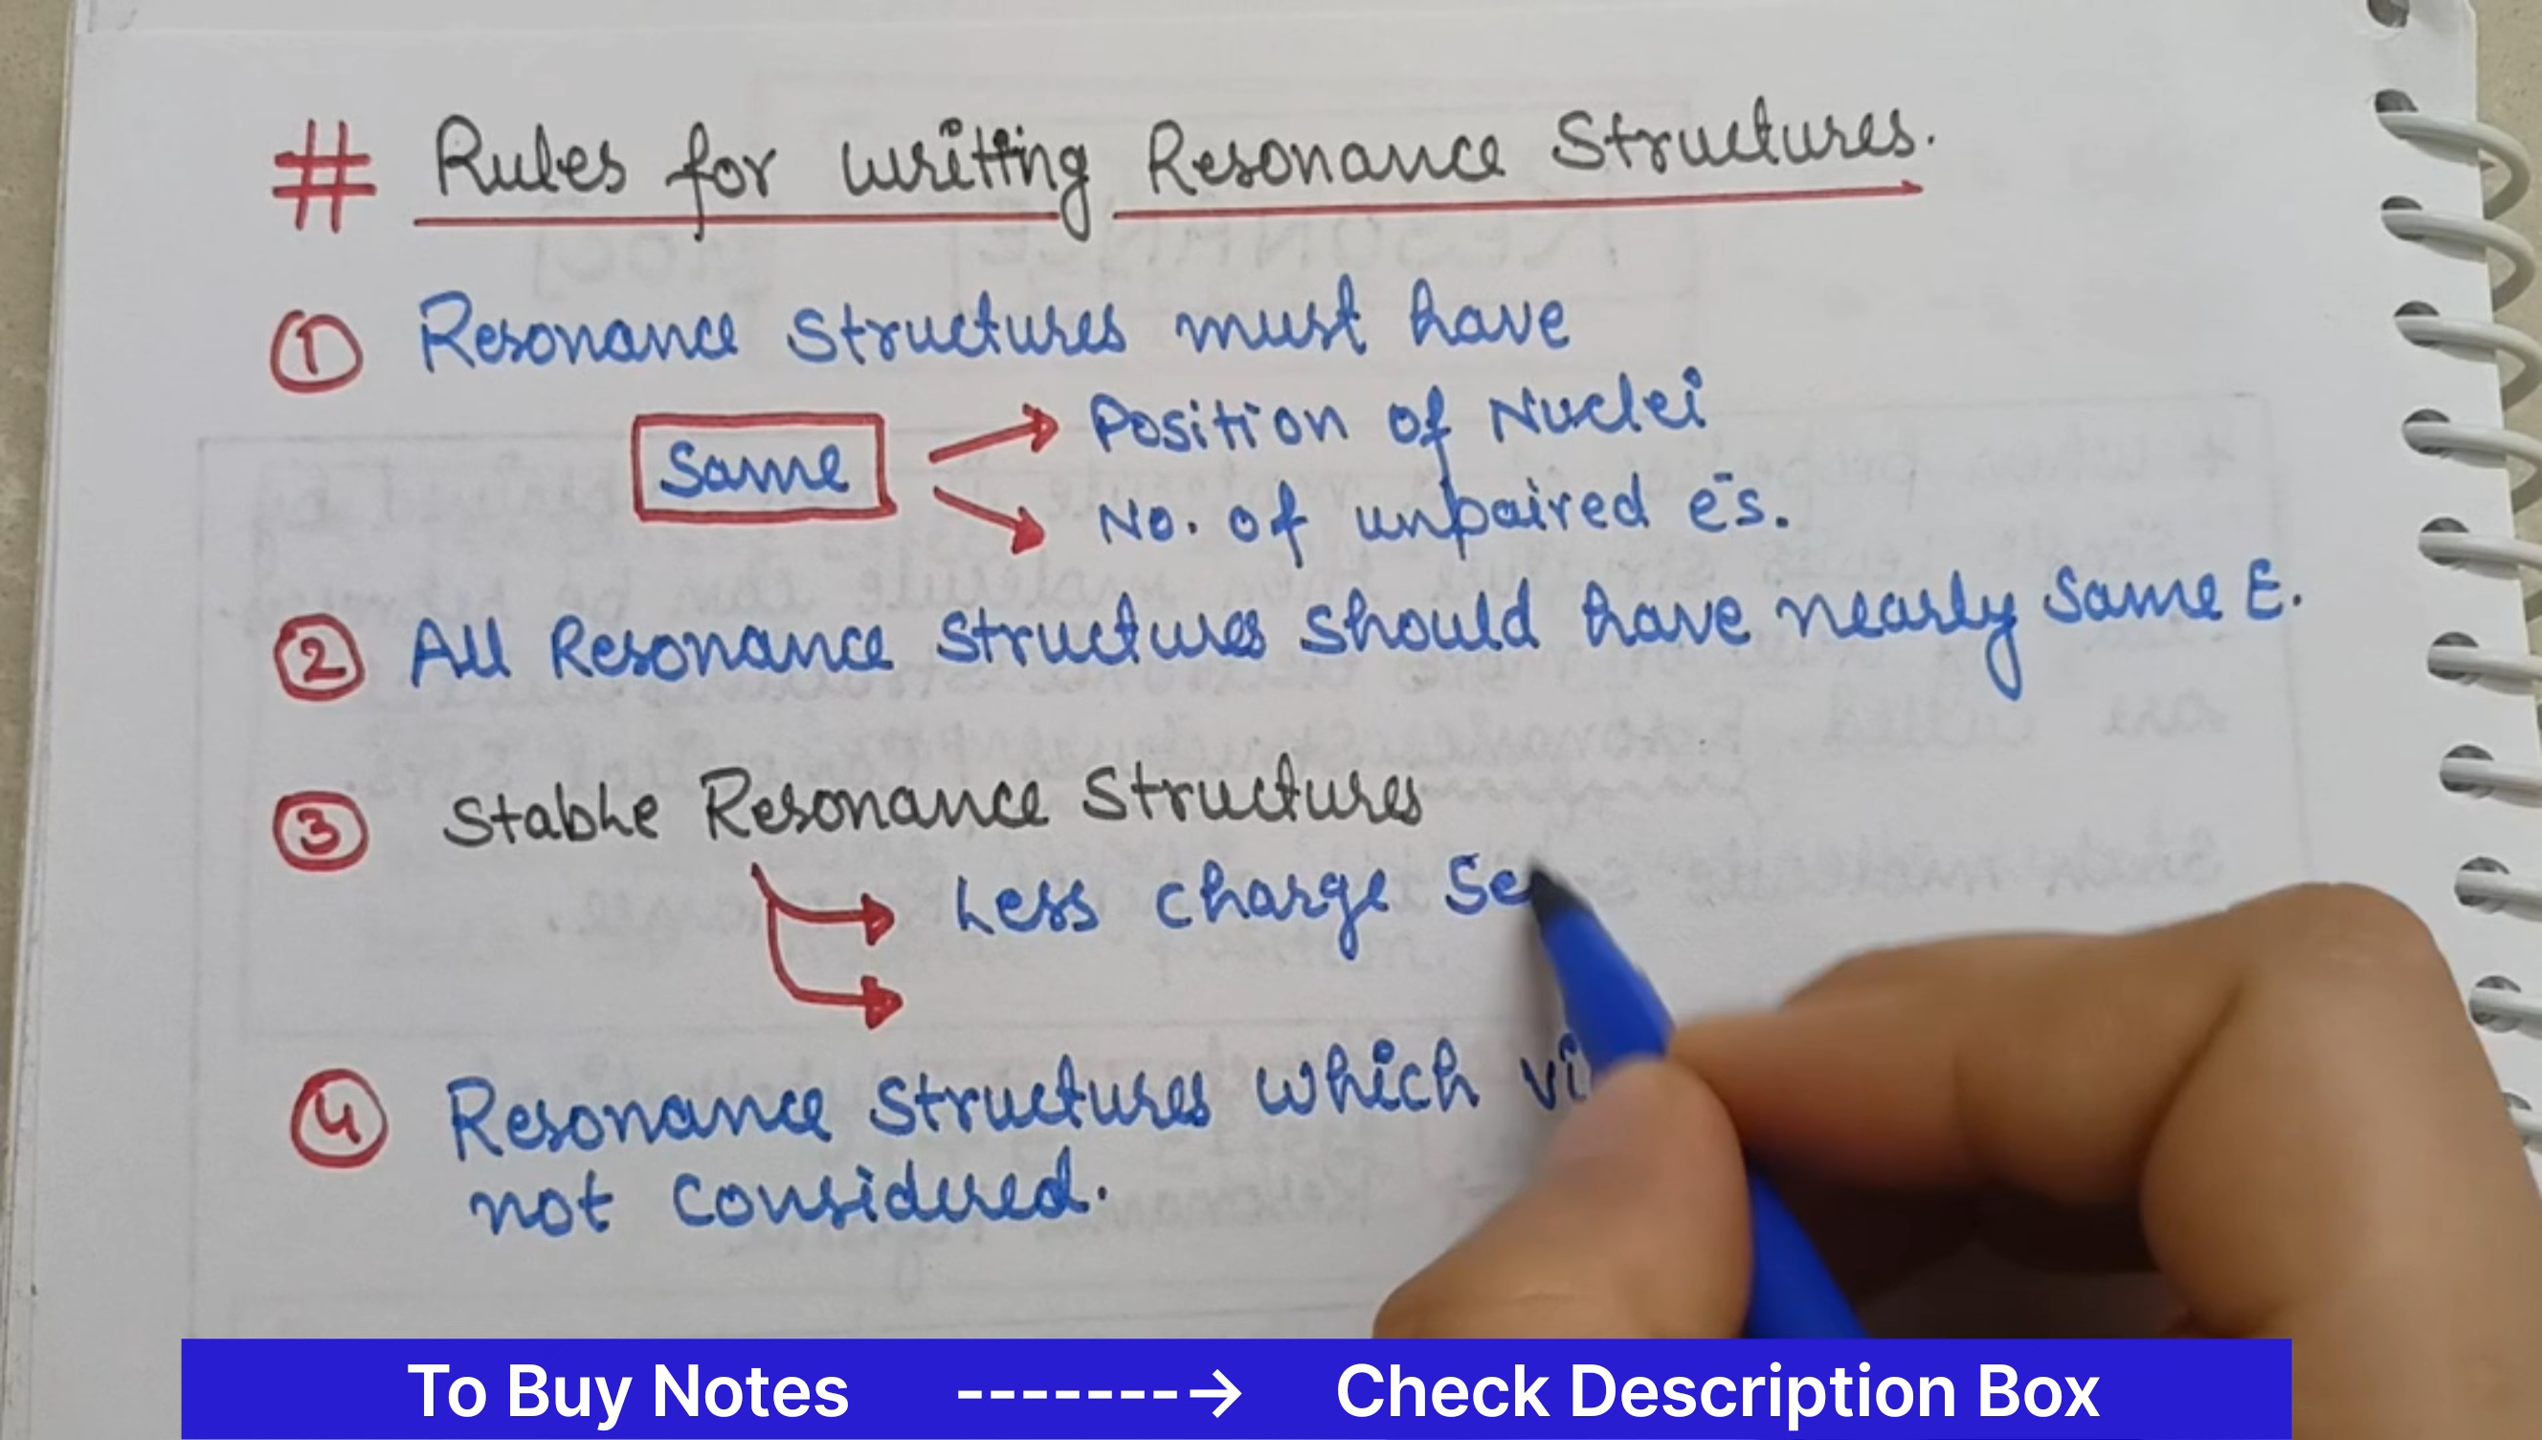 # Rules for writting Resonance Structures.
① Resonance Structures must have
Same → Position of Nuclei
→ No. of unpaired e⁻s.
② All Resonance Structures should have nearly same E.
③ Stable Resonance Structures
→ Less charge Se
→
④ Resonance Structures which vi
not considered.
To Buy Notes -------→ Check Description Box